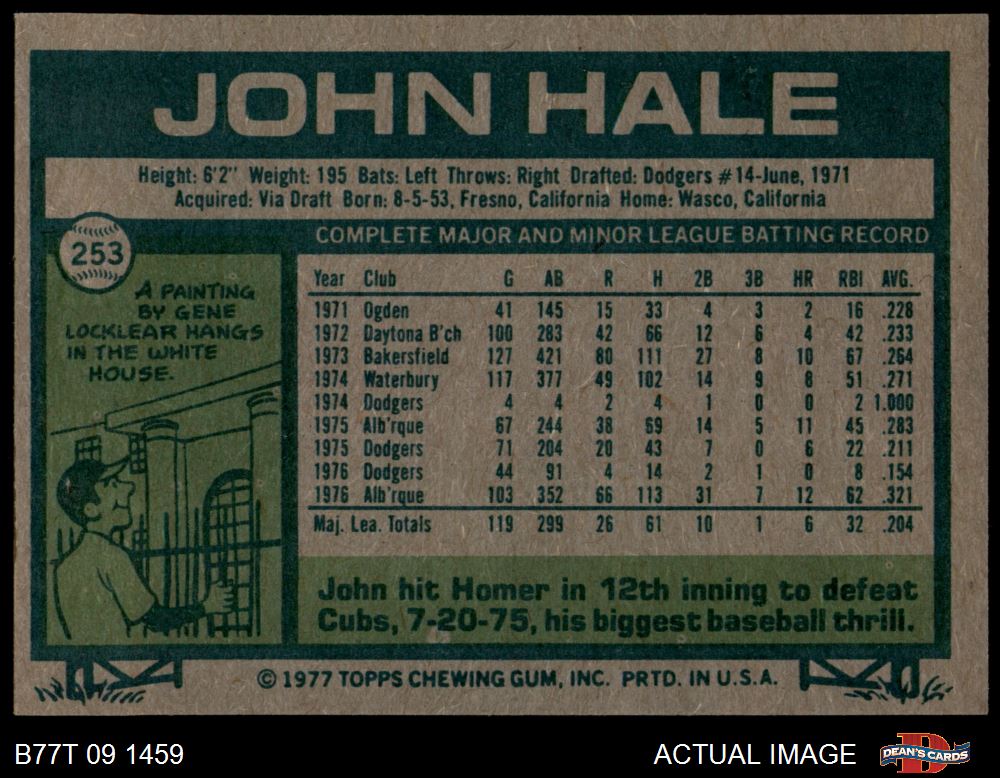 JOHN HALE
Height: 6'2" Weight: 195 Bats: Left Throws: Right Drafted: Dodgers #14-June, 1971
Acquired: Via Draft Born: 8-5-53, Fresno, California Home: Wasco, California
253
A PAINTING
BY GENE
LOCKLEAR HANGS
IN THE WHITE
HOUSE.
COMPLETE MAJOR AND MINOR LEAGUE BATTING RECORD
Year Club G AB R H 2B 3B HR RBI AVG.
1971 Ogden 41 145 15 33 4 3 2 16 .228
1972 Daytona B'ch 100 283 42 66 12 6 4 42 .233
1973 Bakersfield 127 421 80 111 27 8 10 67 .264
1974 Waterbury 117 377 49 102 14 9 8 51 .271
1974 Dodgers 4 4 2 4 1 0 0 2 1.000
1975 Alb'rque 67 244 38 69 14 5 11 45 .283
1975 Dodgers 71 204 20 43 7 0 6 22 .211
1976 Dodgers 44 91 4 14 2 1 0 8 .154
1976 Alb'rque 103 352 66 113 31 7 12 62 .321
Maj. Lea. Totals 119 299 26 61 10 1 6 32 .204
John hit Homer in 12th inning to defeat
Cubs, 7-20-75, his biggest baseball thrill.
© 1977 TOPPS CHEWING GUM, INC. PRTD. IN U.S.A.
B77T 09 1459
ACTUAL IMAGE
D
DEAN'S CARDS